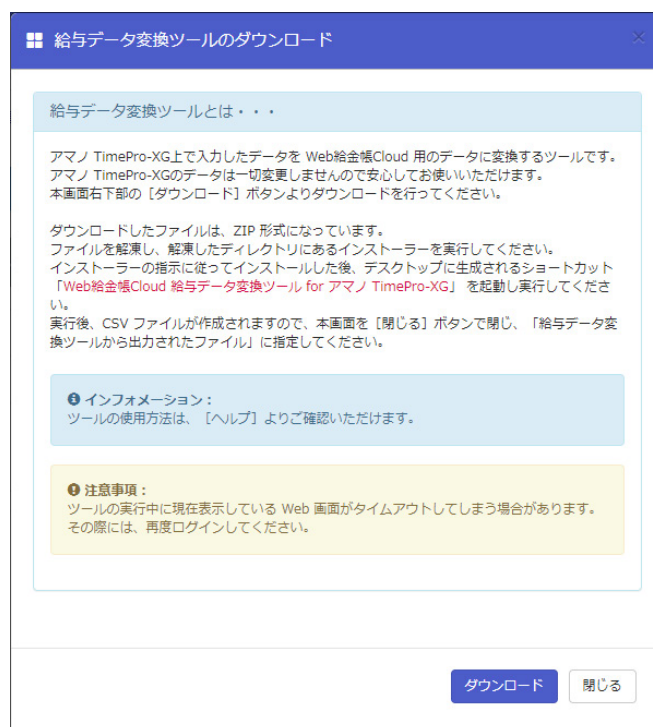 給与データ変換ツールのダウンロード
給与データ変換ツールとは・・・
アマノ TimePro-XG上で入力したデータを Web給金帳Cloud 用のデータに変換するツールです。
アマノ TimePro-XGのデータは一切変更しませんので安心してお使いいただけます。
本画面右下部の［ダウンロード］ボタンよりダウンロードを行ってください。
ダウンロードしたファイルは、ZIP 形式になっています。
ファイルを解凍し、解凍したディレクトリにあるインストーラーを実行してください。
インストーラーの指示に従ってインストールした後、デスクトップに生成されるショートカット
「Web給金帳Cloud 給与データ変換ツール for アマノ TimePro-XG」 を起動し実行してくださ
い。
実行後、CSV ファイルが作成されますので、本画面を［閉じる］ボタンで閉じ、「給与データ変
換ツールから出力されたファイル」に指定してください。
インフォメーション：
ツールの使用方法は、［ヘルプ］よりご確認いただけます。
注意事項：
ツールの実行中に現在表示している Web 画面がタイムアウトしてしまう場合があります。
その際には、再度ログインしてください。
ダウンロード
閉じる